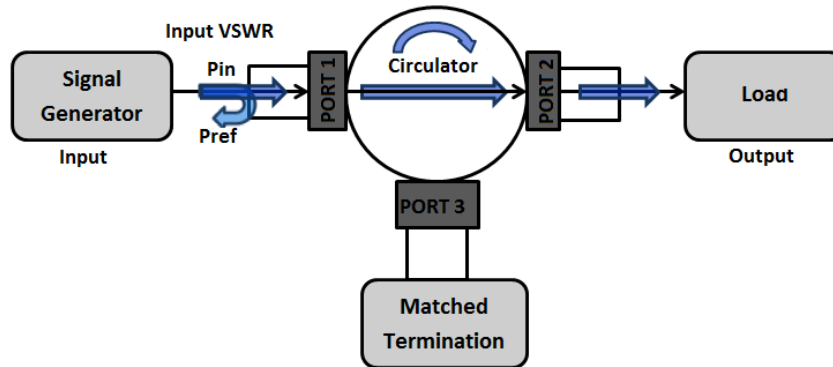 Input VSWR
Signal
Generator
Input
Pin
Pref
PORT 1
Circulator
PORT 2
Load
Output
PORT 3
Matched
Termination